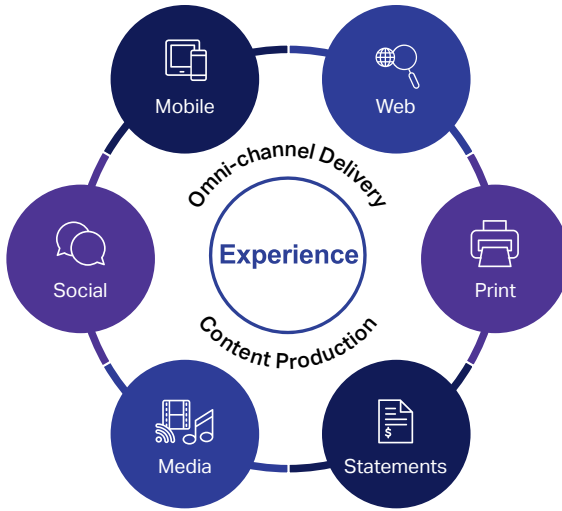 Mobile
Web
Omni-channel Delivery
Experience
Social
Print
Content Production
$
Media
Statements